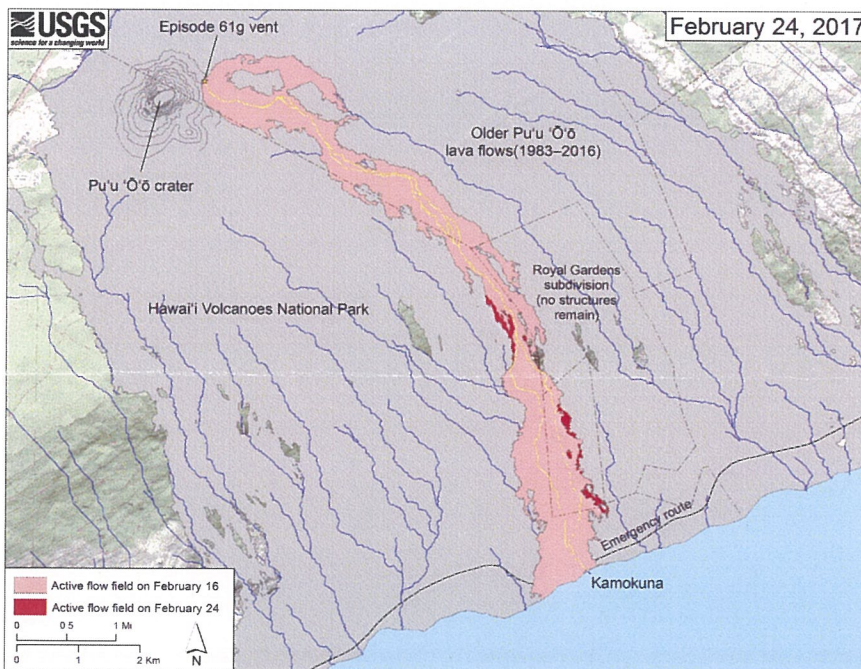 USGS
science for a changing world
Episode 61g vent
February 24, 2017
Older Pu‘u ‘Ō‘ō
lava flows(1983–2016)
Pu‘u ‘Ō‘ō crater
Royal Gardens
subdivision
(no structures
remain)
Hawai‘i Volcanoes National Park
Emergency route
Kamokuna
Active flow field on February 16
Active flow field on February 24
0 0.5 1 Mi
0 1 2 Km
N